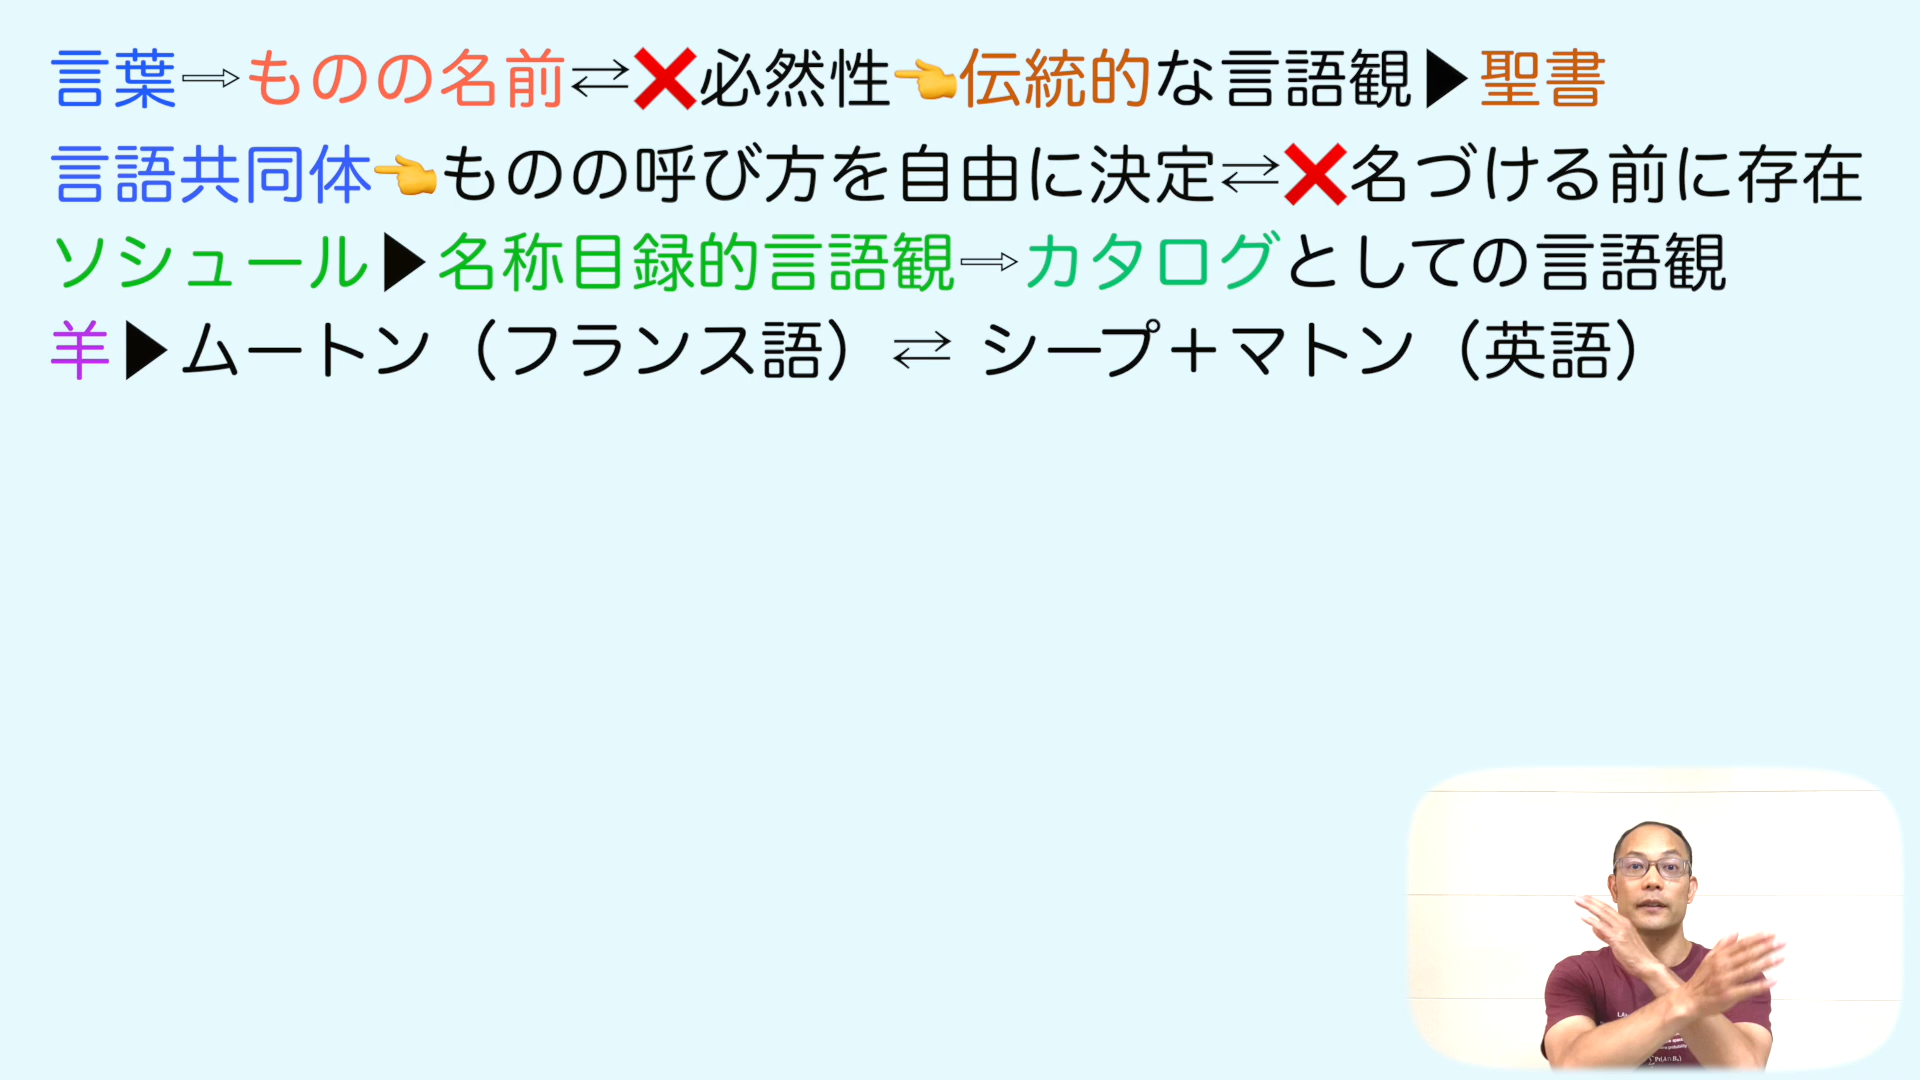 言葉⇨ものの名前⇄❌必然性👈伝統的な言語観▶聖書
言語共同体👈ものの呼び方を自由に決定⇄❌名づける前に存在
ソシュール▶名称目録的言語観⇨カタログとしての言語観
羊▶ムートン（フランス語）⇄ シープ＋マトン（英語）